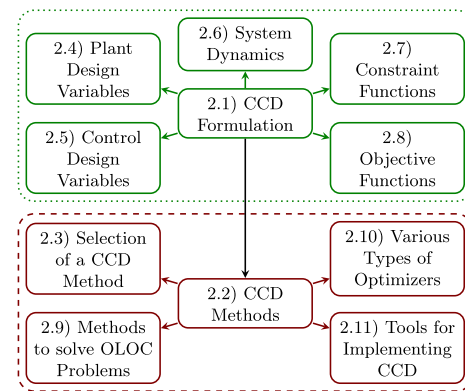 2.4) Plant
Design
Variables
2.6) System
Dynamics
2.7)
Constraint
Functions
2.1) CCD
Formulation
2.5) Control
Design
Variables
2.8)
Objective
Functions
2.3) Selection
of a CCD
Method
2.10) Various
Types of
Optimizers
2.2) CCD
Methods
2.9) Methods
to solve OLOC
Problems
2.11) Tools for
Implementing
CCD